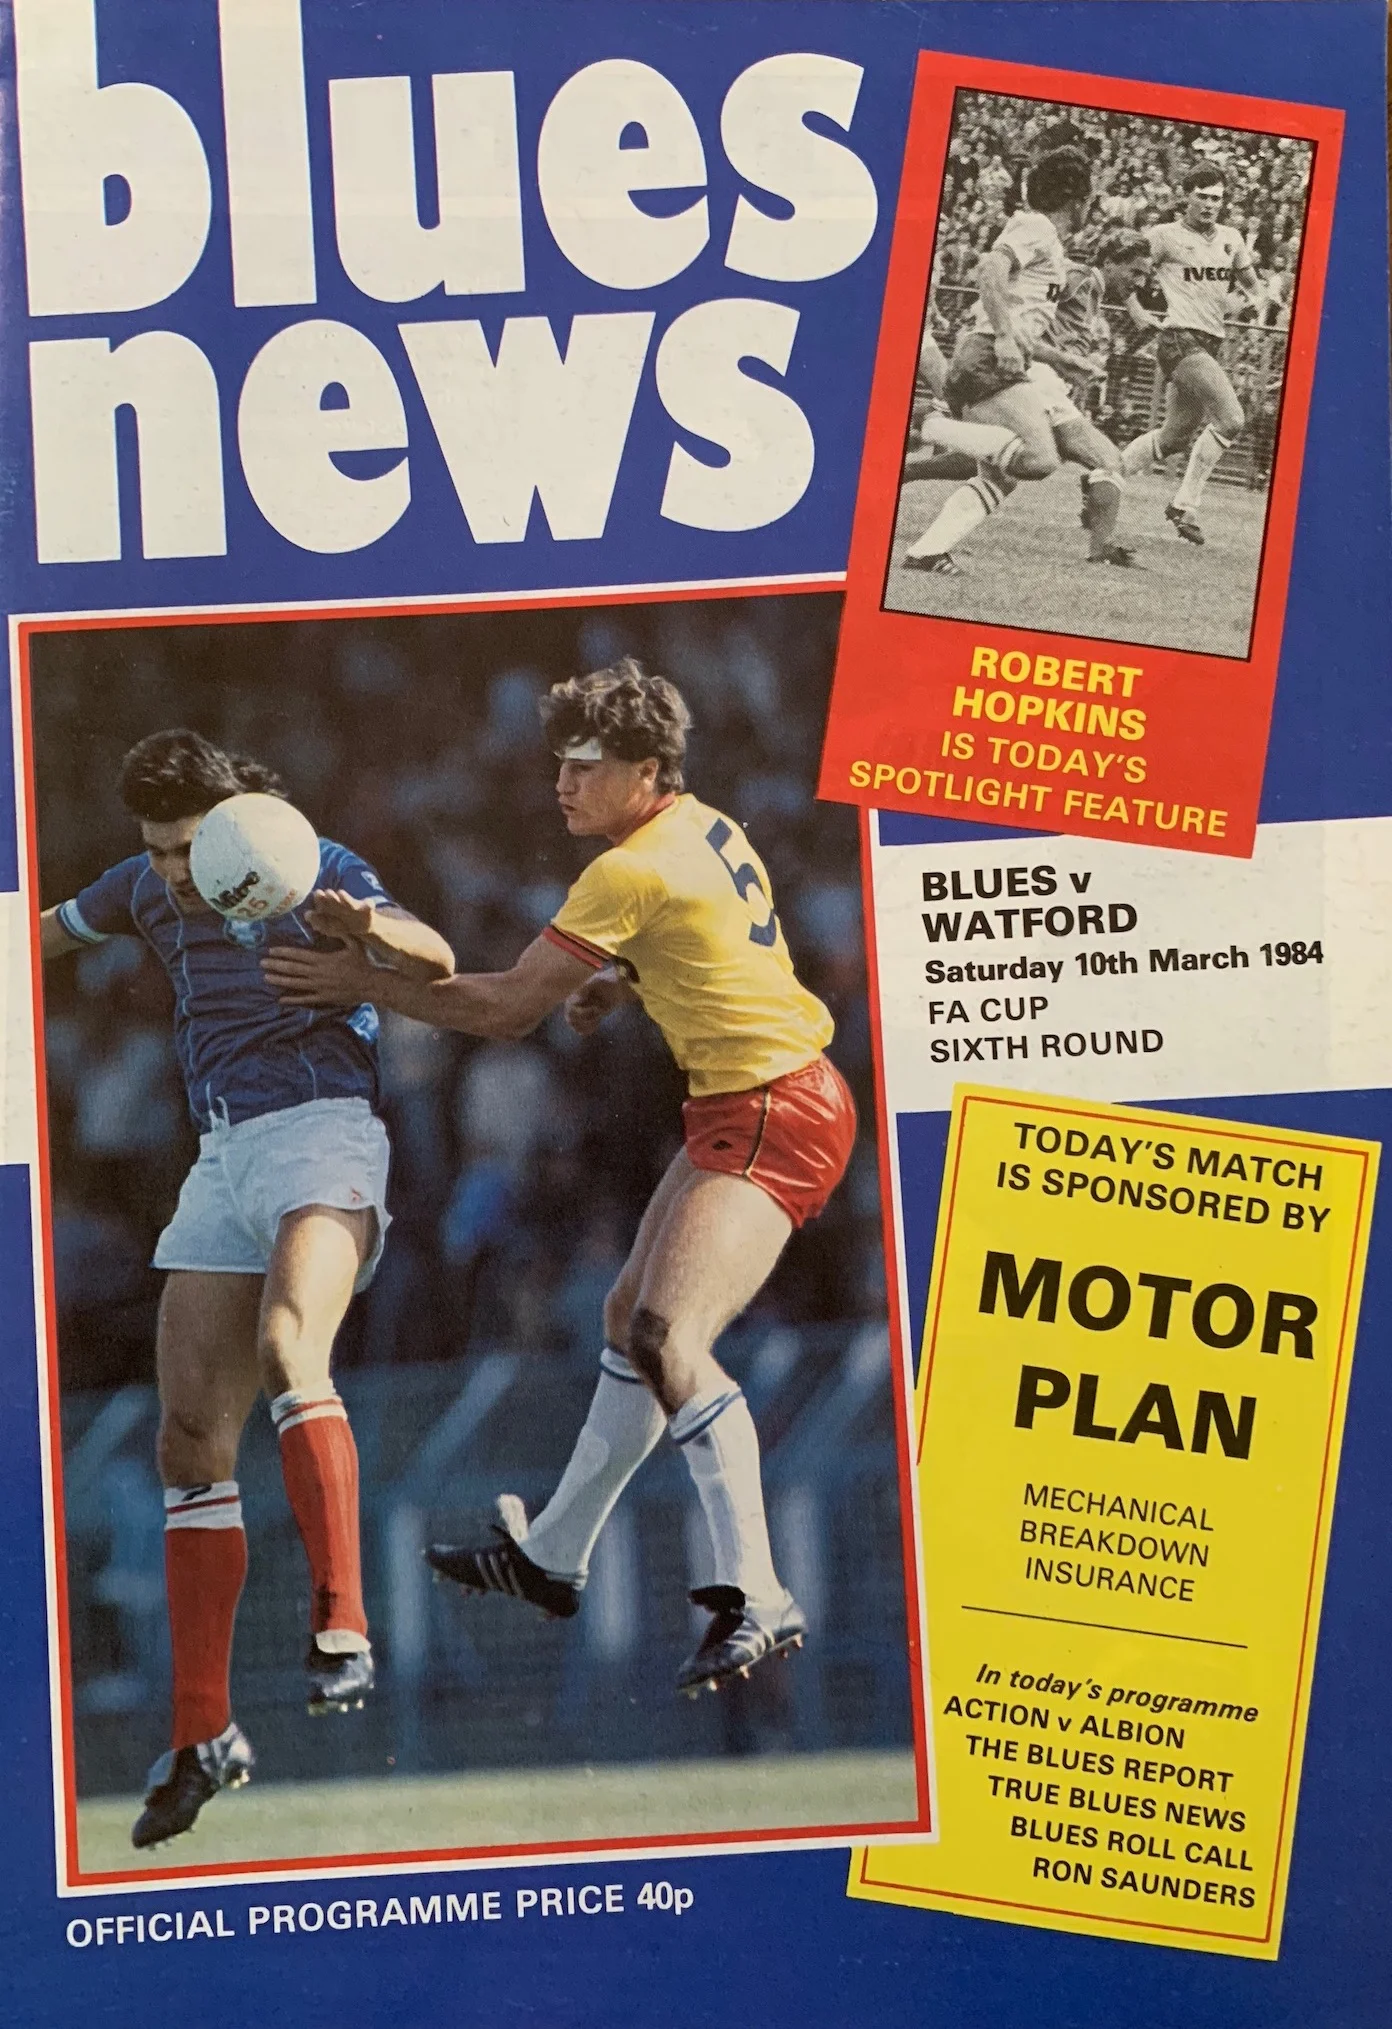 blues
news
IVECO
ROBERT
HOPKINS
IS TODAY'S
SPOTLIGHT FEATURE
5
Mitre
BLUES v
WATFORD
Saturday 10th March 1984
FA CUP
SIXTH ROUND
TODAY'S MATCH
IS SPONSORED BY
MOTOR
PLAN
MECHANICAL
BREAKDOWN
INSURANCE
In today's programme
ACTION v ALBION
THE BLUES REPORT
TRUE BLUES NEWS
BLUES ROLL CALL
RON SAUNDERS
OFFICIAL PROGRAMME PRICE 40p